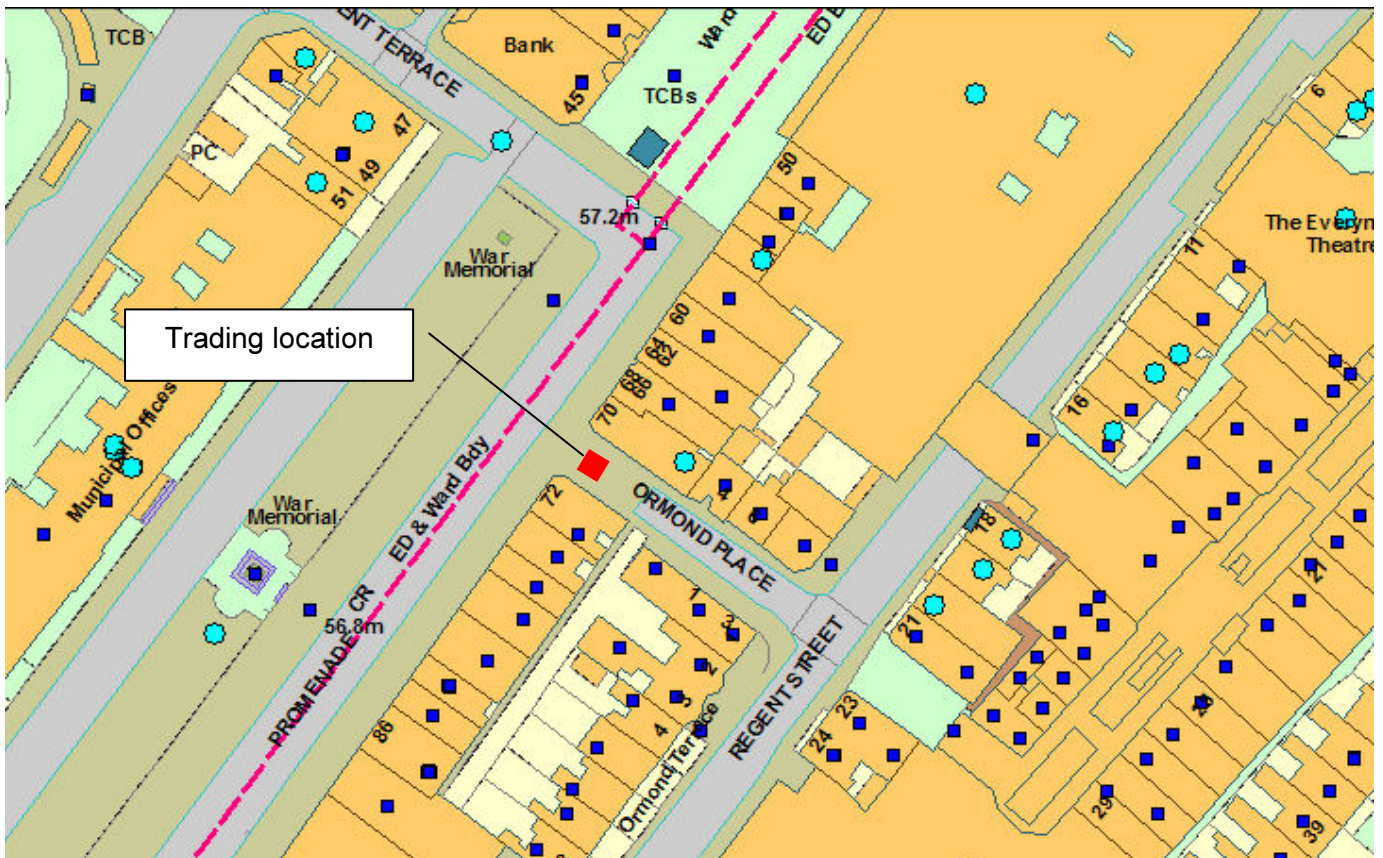 TCB
ENT TERRACE
Bank
45
Ward
ED B
TCBs
PC
47
49
51
50
6
57.2m
War
Memorial
The Everym
Theatre
11
Trading location
60
62
64
66
68
70
16
Municipal Offices
War
Memorial
ED & Ward Bdy
72
ORMOND PLACE
4
6
18
21
21
1
3
2
3
4
56.8m
PROMENADE
CR
REGENT STREET
86
23
24
Ormond Terrace
29
39